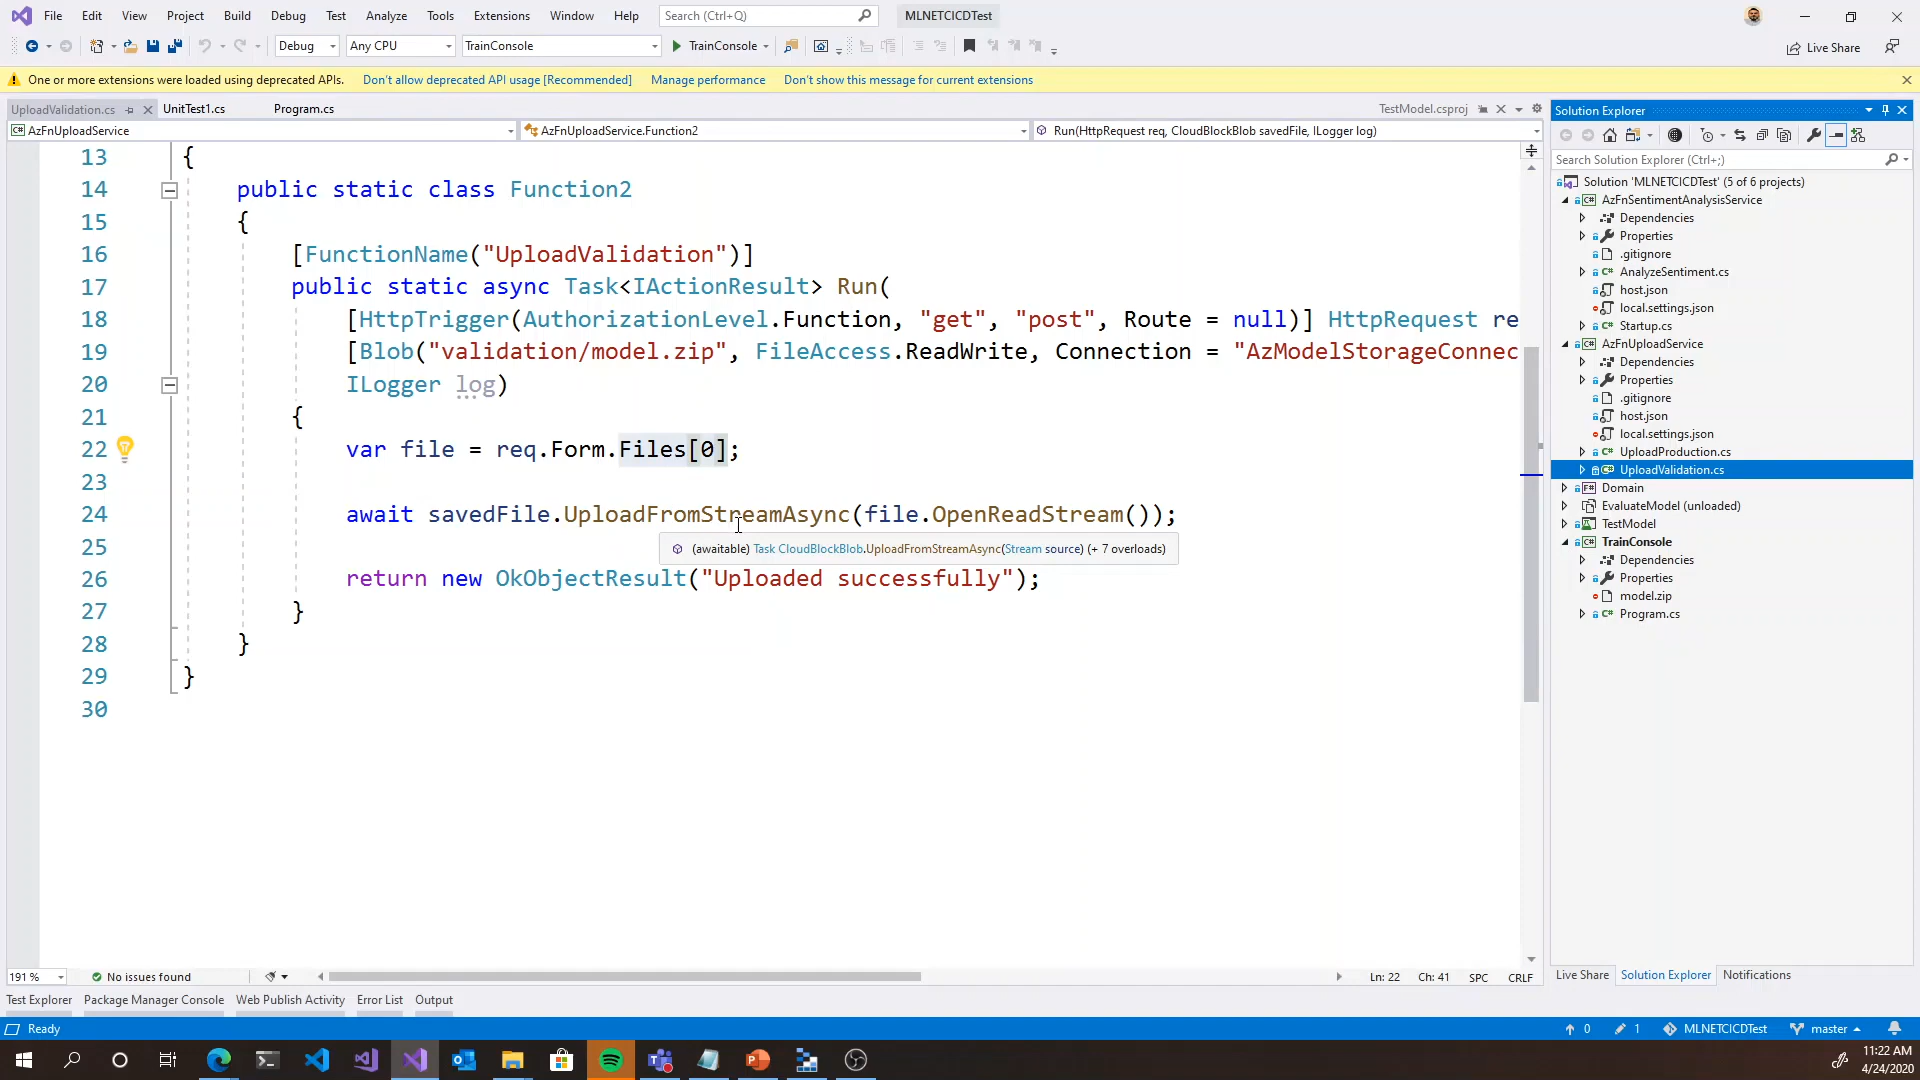 File Edit View Project Build Debug Test Analyze Tools Extensions Window Help Search (Ctrl+Q) MLNETCICDTest
Debug Any CPU TrainConsole TrainConsole Live Share
One or more extensions were loaded using deprecated APIs. Don't allow deprecated API usage [Recommended] Manage performance Don't show this message for current extensions
UploadValidation.cs UnitTest1.cs Program.cs TestModel.csproj
AzFnUploadService AzFnUploadService.Function2 Run(HttpRequest req, CloudBlockBlob savedFile, ILogger log)
13 {
14 public static class Function2
15 {
16 [FunctionName("UploadValidation")]
17 public static async Task<IActionResult> Run(
18 [HttpTrigger(AuthorizationLevel.Function, "get", "post", Route = null)] HttpRequest re
19 [Blob("validation/model.zip", FileAccess.ReadWrite, Connection = "AzModelStorageConnec
20 ILogger log)
21 {
22 var file = req.Form.Files[0];
23
24 await savedFile.UploadFromStreamAsync(file.OpenReadStream());
25
(awaitable) Task CloudBlockBlob.UploadFromStreamAsync(Stream source) (+ 7 overloads)
26 return new OkObjectResult("Uploaded successfully");
27 }
28 }
29 }
30
191 % No issues found Ln: 22 Ch: 41 SPC CRLF
Solution Explorer
Search Solution Explorer (Ctrl+;)
Solution 'MLNETCICDTest' (5 of 6 projects)
AzFnSentimentAnalysisService
Dependencies
Properties
.gitignore
AnalyzeSentiment.cs
host.json
local.settings.json
Startup.cs
AzFnUploadService
Dependencies
Properties
.gitignore
host.json
local.settings.json
UploadProduction.cs
UploadValidation.cs
Domain
EvaluateModel (unloaded)
TestModel
TrainConsole
Dependencies
Properties
model.zip
Program.cs
Live Share Solution Explorer Notifications
Test Explorer Package Manager Console Web Publish Activity Error List Output
Ready 0 1 MLNETCICDTest master
11:22 AM
4/24/2020